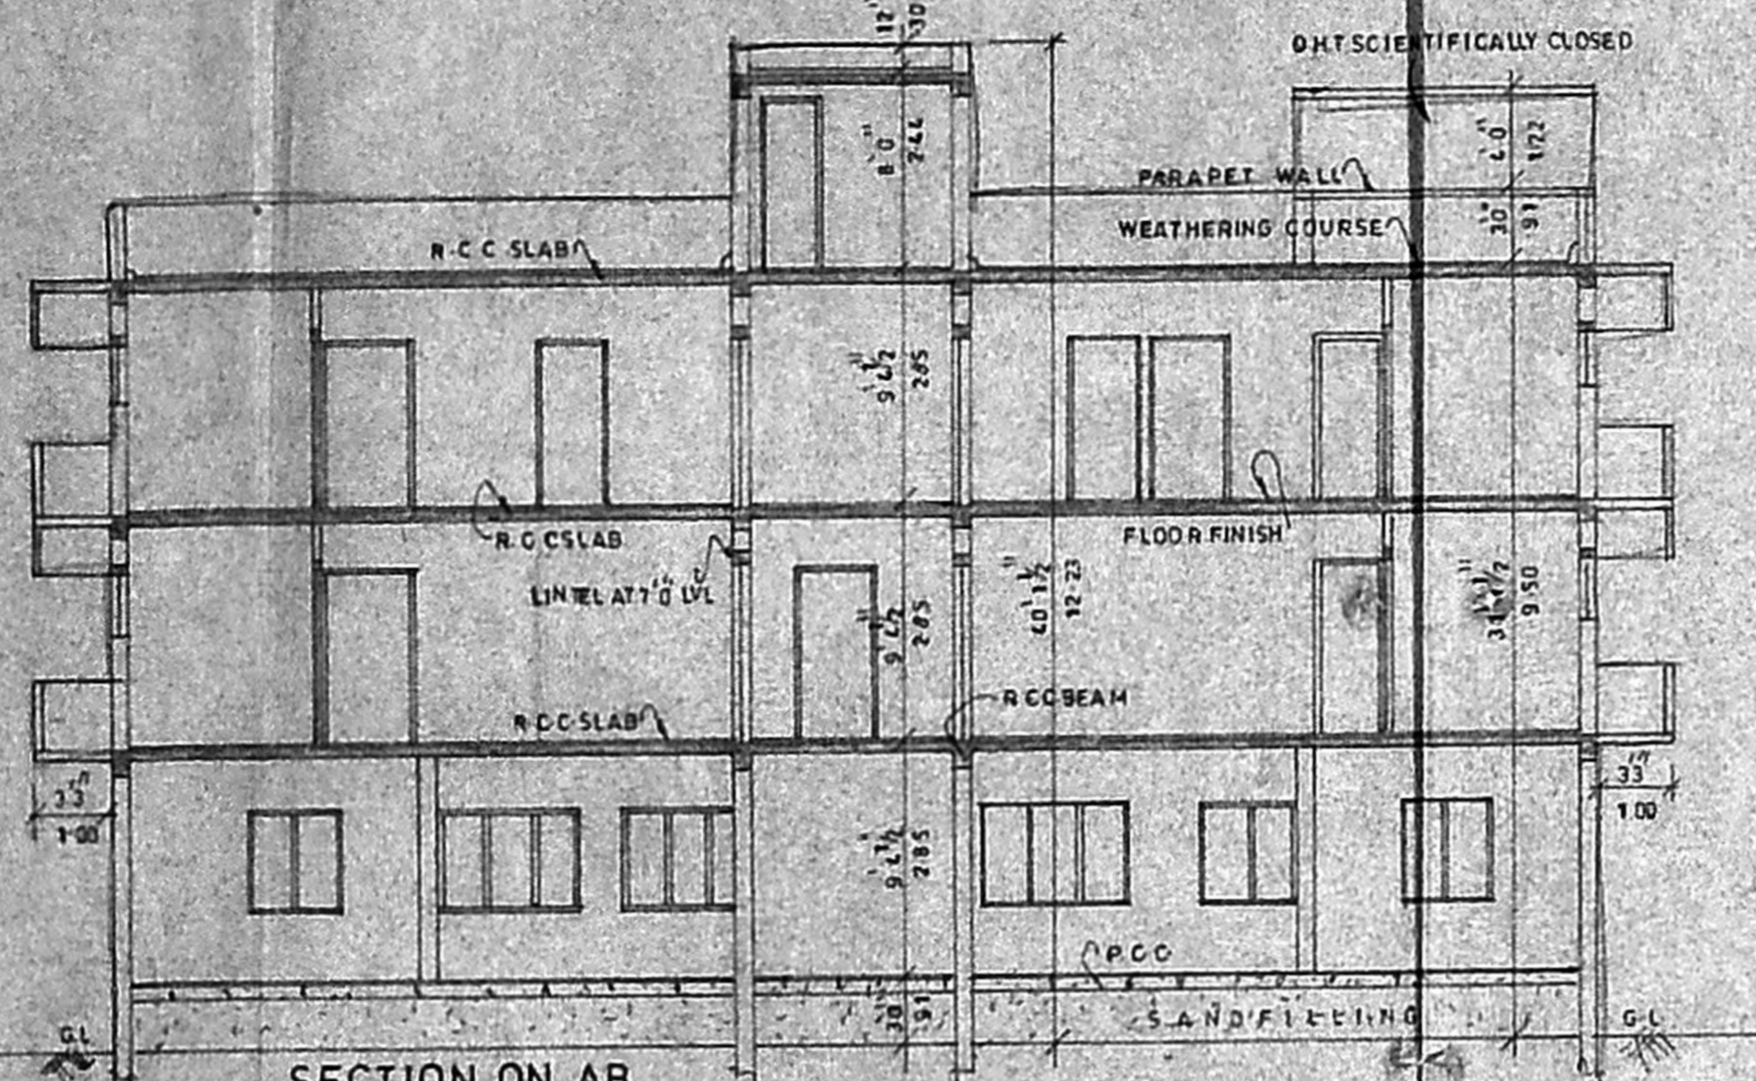 12"
30
O.H.T SCIENTIFICALLY CLOSED
8'0"
2.44
4'0"
1.22
PARAPET WALL
3'0"
91
WEATHERING COURSE
R.C.C SLAB
9'4½"
2.85
R.C.C SLAB
FLOOR FINISH
LINTEL AT 7'0" LVL
9'4½"
2.85
40'1½"
12.23
9.50
R.C.C SLAB
R.C.C BEAM
3'3"
1.00
3'3"
1.00
9'4½"
2.85
P.C.C
3'0"
91
SAND FILLING
G.L
G.L
SECTION ON AB